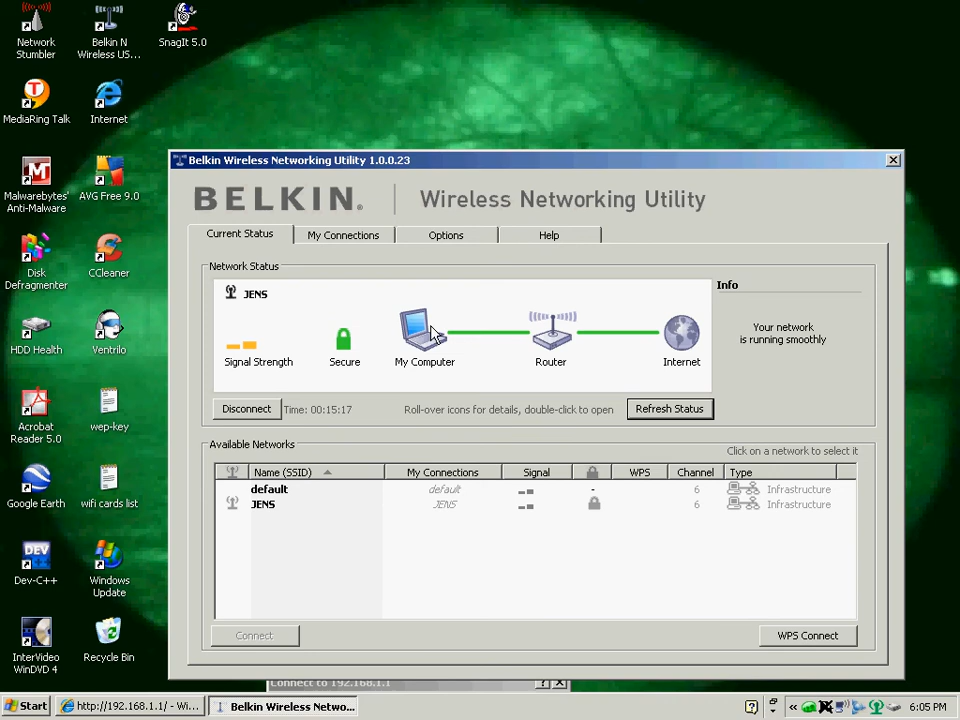 Network Stumbler
Belkin N Wireless US...
SnagIt 5.0
MediaRing Talk
Internet
Malwarebytes' Anti-Malware
AVG Free 9.0
Disk Defragmenter
CCleaner
HDD Health
Ventrilo
Acrobat Reader 5.0
wep-key
Google Earth
wifi cards list
DEV
Dev-C++
Windows Update
InterVideo WinDVD 4
Recycle Bin
Belkin Wireless Networking Utility 1.0.0.23
BELKIN. Wireless Networking Utility
Current Status My Connections Options Help
Network Status
JENS
Signal Strength Secure My Computer Router Internet
Info
Your network
is running smoothly
Disconnect Time: 00:15:17 Roll-over icons for details, double-click to open Refresh Status
Available Networks
Click on a network to select it
Name (SSID) My Connections Signal WPS Channel Type
default default - 6 Infrastructure
JENS JENS 6 Infrastructure
Connect WPS Connect
Connect to 192.168.1.1
Start http://192.168.1.1/ - Wi... Belkin Wireless Netwo... 6:05 PM